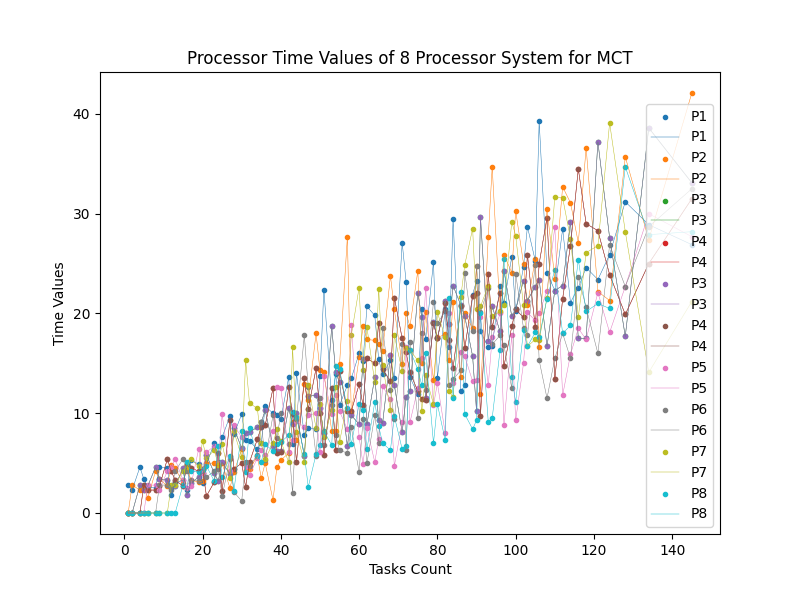 Processor Time Values of 8 Processor System for MCT
Time Values
40
30
20
10
0
0 20 40 60 80 100 120 140
Tasks Count
P1
P1
P2
P2
P3
P3
P4
P4
P3
P3
P4
P4
P5
P5
P6
P6
P7
P7
P8
P8